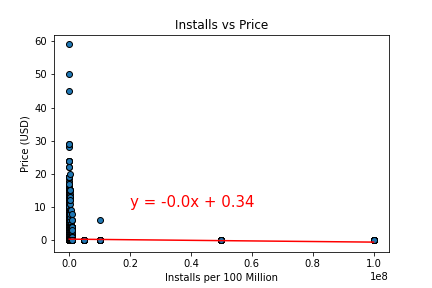 Installs vs Price
60
50
40
30
20
10
0
Price (USD)
y = -0.0x + 0.34
0.0 0.2 0.4 0.6 0.8 1.0
Installs per 100 Million
1e8